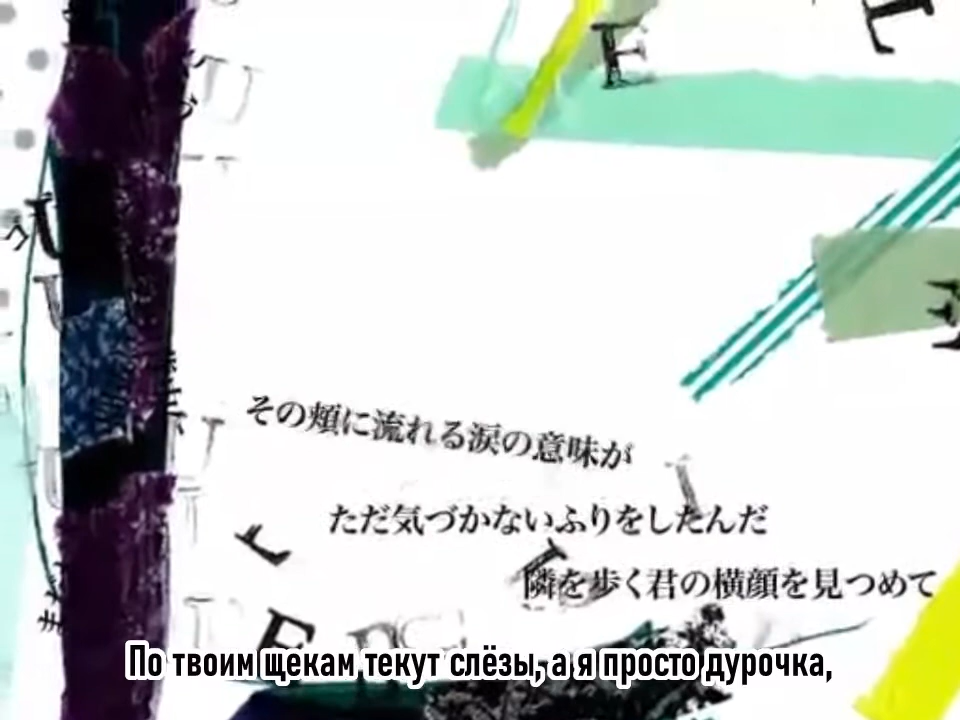 その頬に流れる涙の意味が
ただ気づかないふりをしたんだ
隣を歩く君の横顔を見つめて
По твоим щекам текут слёзы, а я просто дурочка,